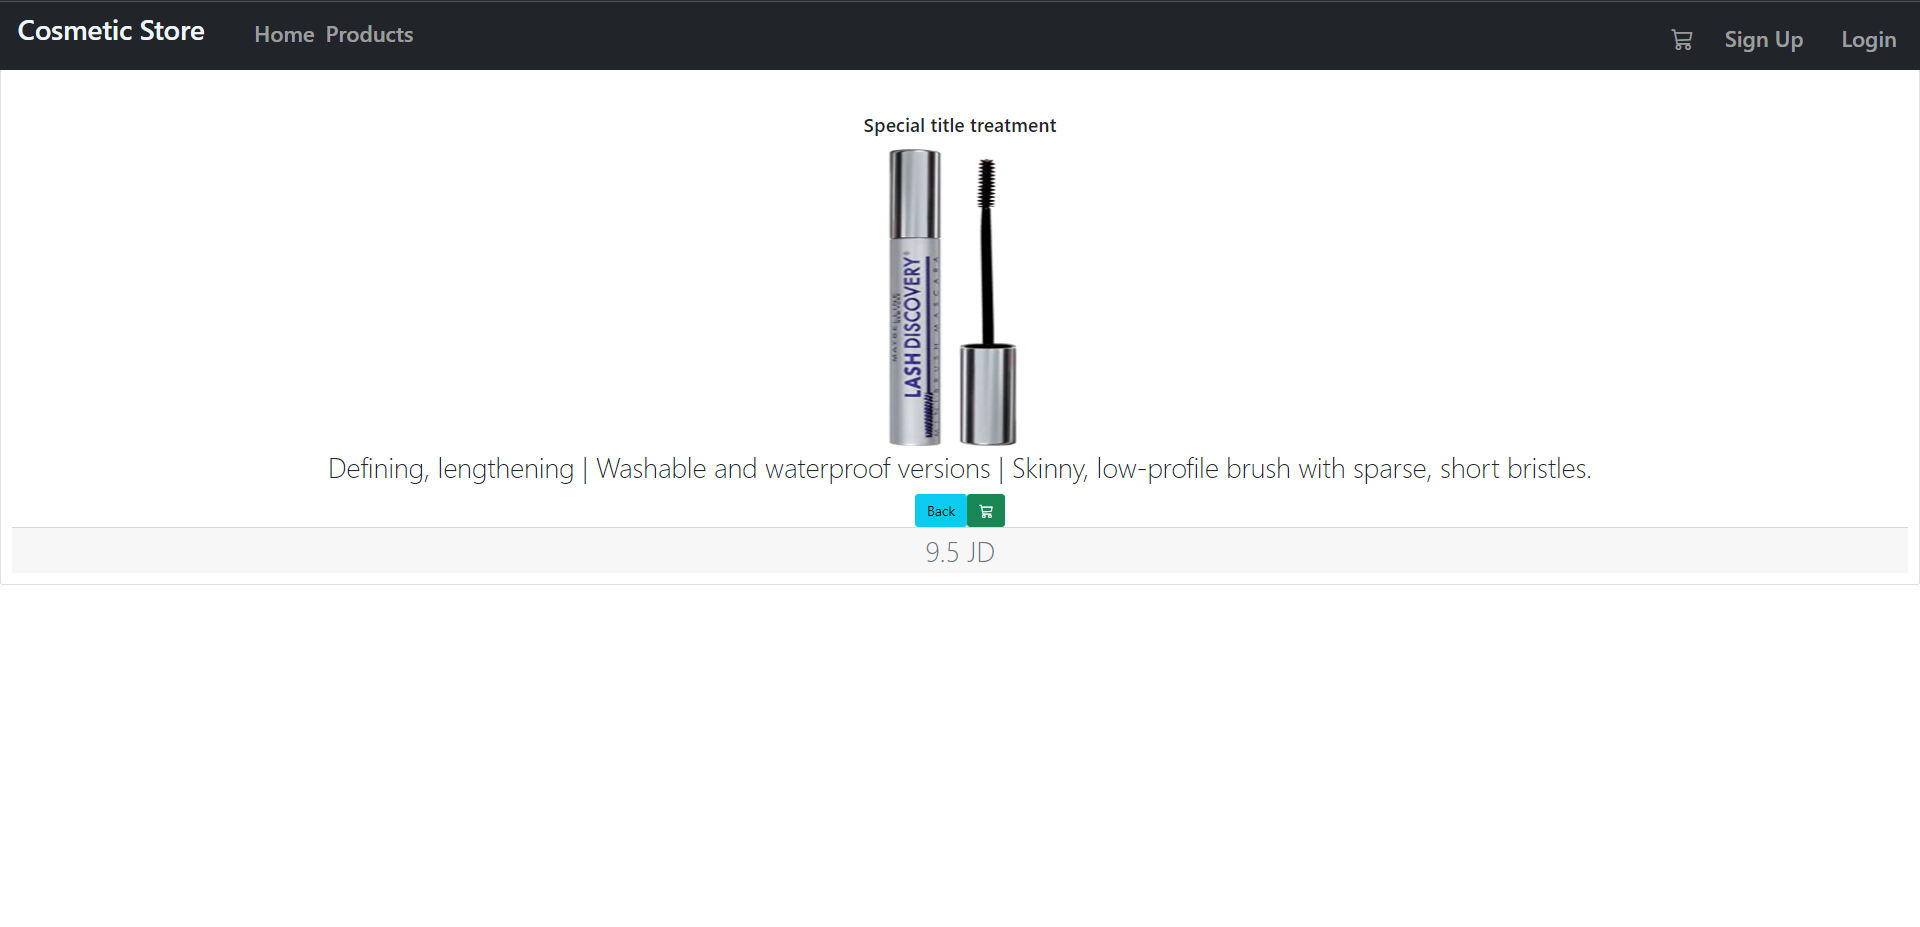 Cosmetic Store Home Products Sign Up Login
Special title treatment
MAYBELLINE
NEW YORK
LASH DISCOVERY®
MINI BRUSH MASCARA
Defining, lengthening | Washable and waterproof versions | Skinny, low-profile brush with sparse, short bristles.
Back
9.5 JD